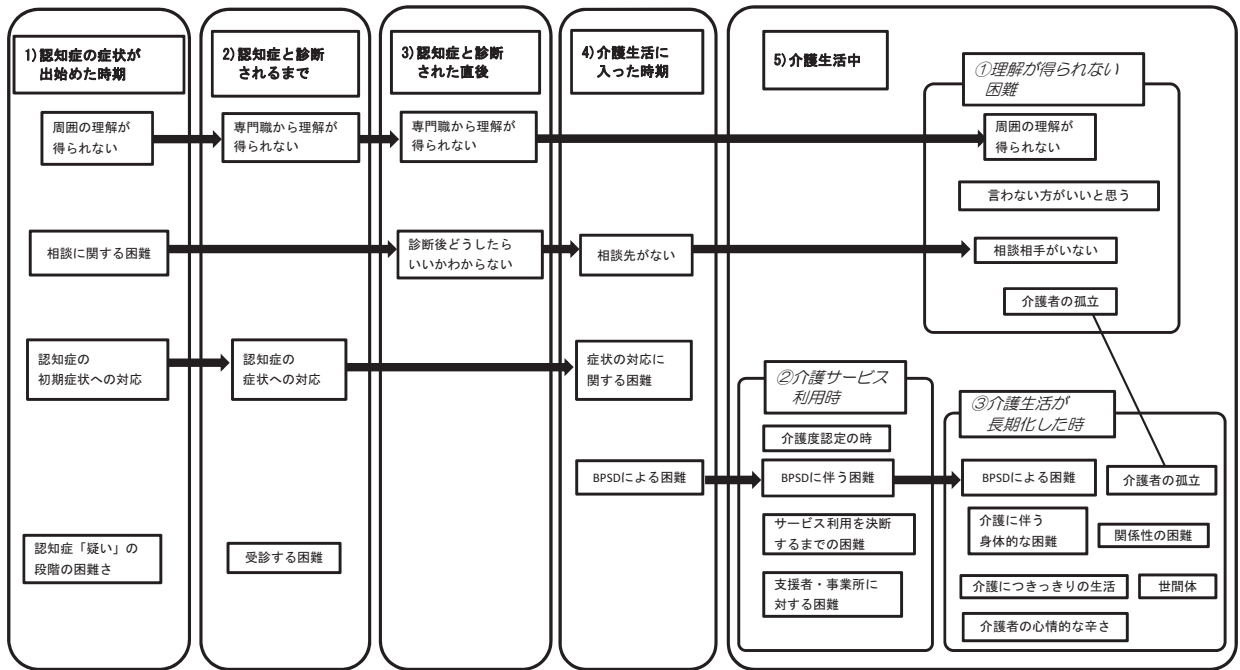 1)認知症の症状が
出始めた時期
周囲の理解が
得られない
相談に関する困難
認知症の
初期症状への対応
認知症「疑い」の
段階の困難さ
2)認知症と診断
されるまで
専門職から理解が
得られない
認知症の
症状への対応
受診する困難
3)認知症と診断
された直後
専門職から理解が
得られない
診断後どうしたら
いいかわからない
4)介護生活に
入った時期
相談先がない
症状の対応に
関する困難
BPSDによる困難
5)介護生活中
①理解が得られない
困難
周囲の理解が
得られない
言わない方がいいと思う
相談相手がいない
介護者の孤立
②介護サービス
利用時
介護度認定の時
BPSDに伴う困難
サービス利用を決断
するまでの困難
支援者・事業所に
対する困難
③介護生活が
長期化した時
BPSDによる困難
介護者の孤立
介護に伴う
身体的な困難
関係性の困難
介護につきっきりの生活
世間体
介護者の心情的な辛さ